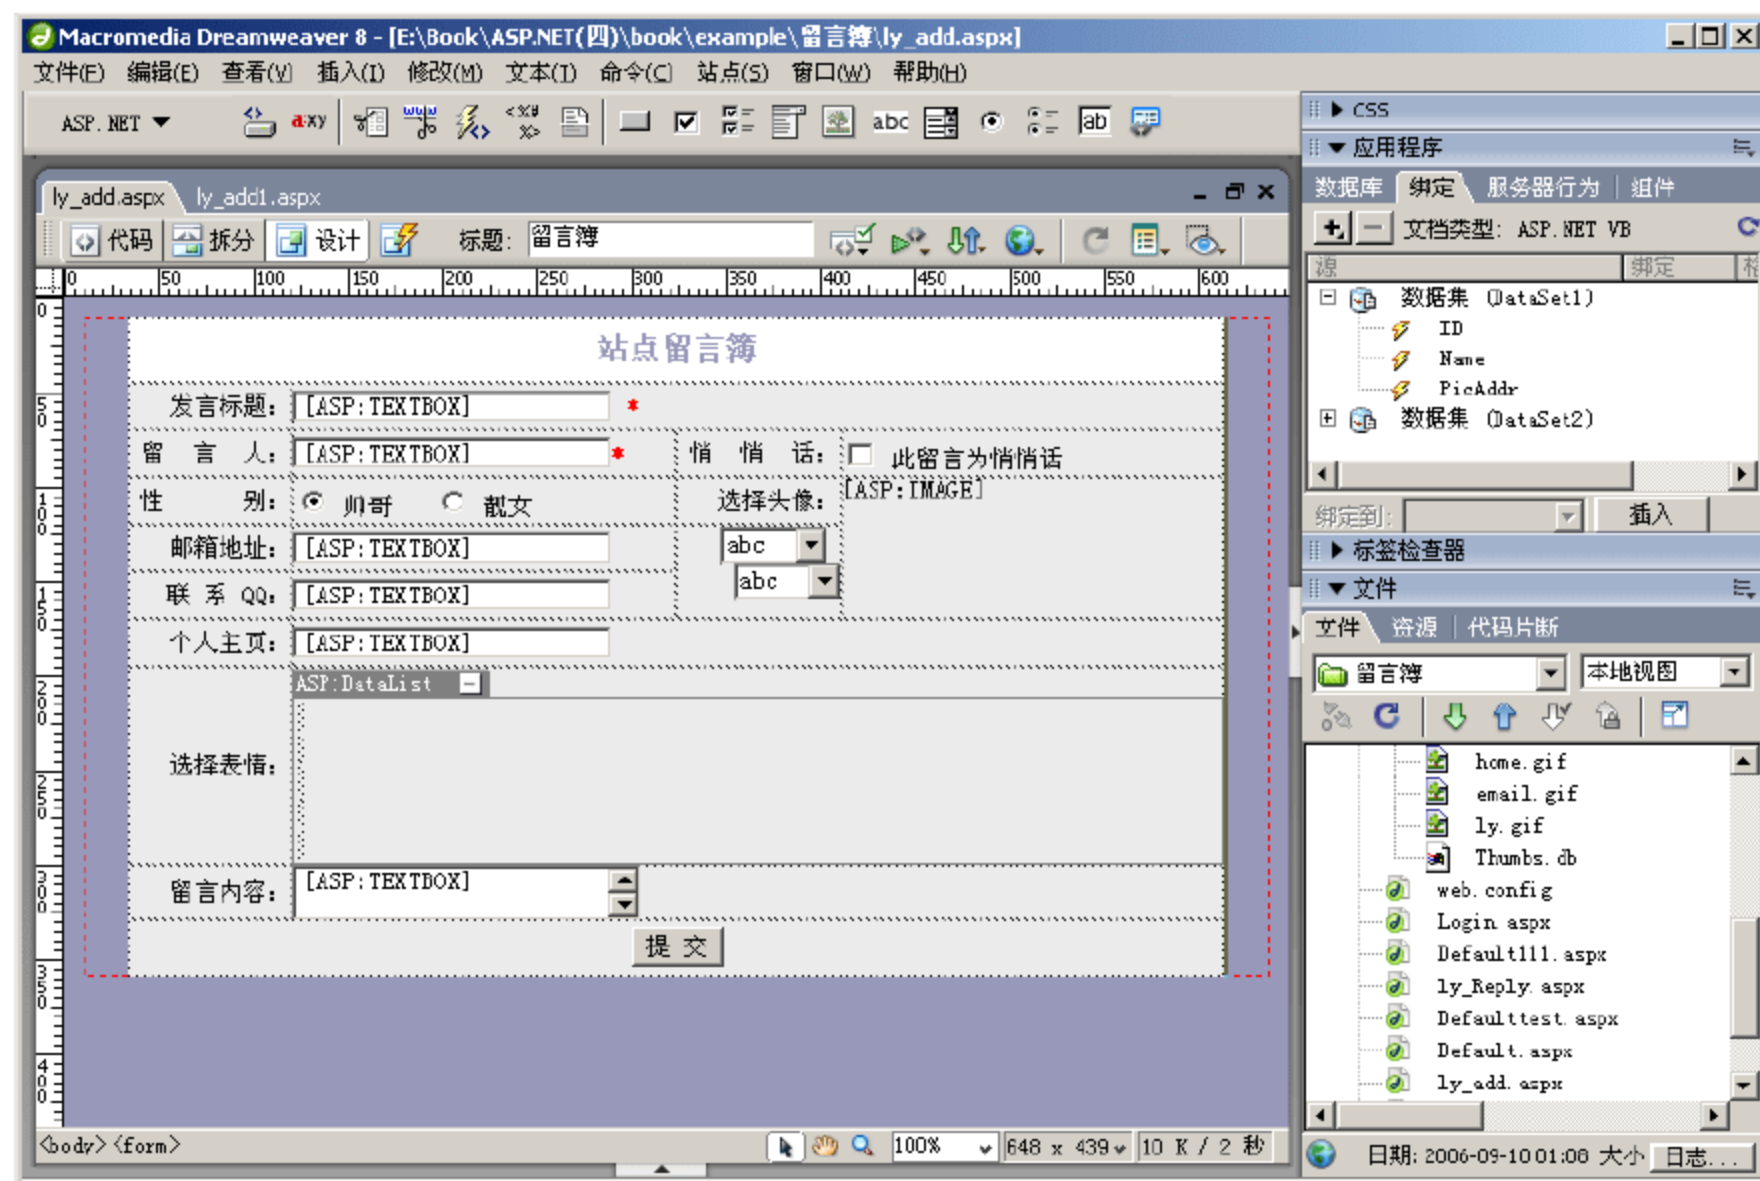 Macromedia Dreamweaver 8 - [E:\Book\ASP.NET(四)\book\example\留言簿\ly_add.aspx]
文件(F) 编辑(E) 查看(V) 插入(I) 修改(M) 文本(T) 命令(C) 站点(S) 窗口(W) 帮助(H)
ASP.NET
abc
ab
ly_add.aspx ly_add1.aspx
代码 拆分 设计 标题: 留言簿
0 50 100 150 200 250 300 350 400 450 500 550 600
0 50 100 150 200 250 300 350 400
站点留言簿
发言标题: [ASP:TEXTBOX] *
留 言 人: [ASP:TEXTBOX] * 悄 悄 话: 此留言为悄悄话
性 别: 帅哥 靓女 选择头像: [ASP:IMAGE]
邮箱地址: [ASP:TEXTBOX] abc
联 系 QQ: [ASP:TEXTBOX] abc
个人主页: [ASP:TEXTBOX]
ASP:DataList
选择表情:
留言内容: [ASP:TEXTBOX]
提 交
<body> <form>
100% 648 x 439 10 K / 2 秒
CSS
应用程序
数据库 绑定 服务器行为 组件
文档类型: ASP.NET VB
源 绑定
数据集 (DataSet1)
ID
Name
PicAddr
数据集 (DataSet2)
绑定到: 插入
标签检查器
文件
文件 资源 代码片断
留言簿 本地视图
home.gif
email.gif
ly.gif
Thumbs.db
web.config
Login.aspx
Default111.aspx
ly_Reply.aspx
Defaulttest.aspx
Default.aspx
ly_add.aspx
日期: 2006-09-10 01:08 大小 日志...